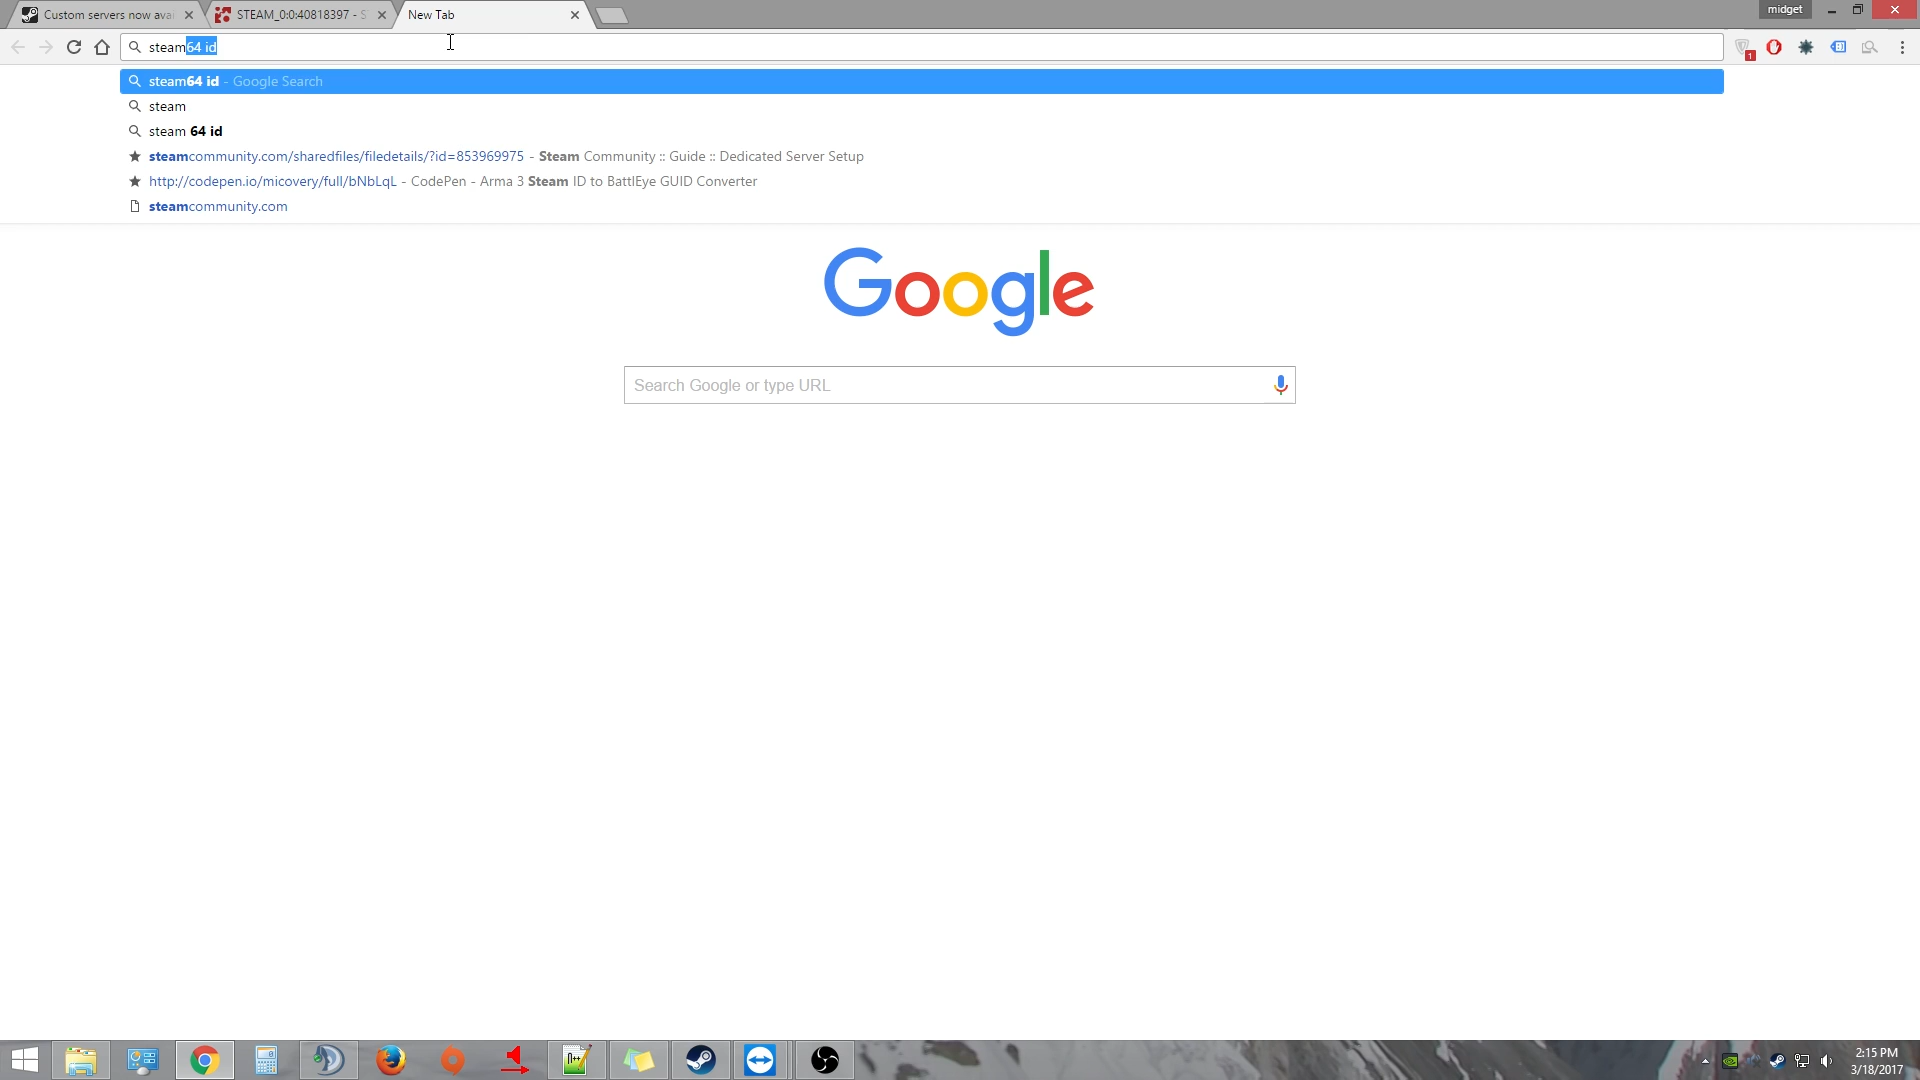 Custom servers now avai
STEAM_0:0:40818397 - S
New Tab
midget
steam64 id
1
steam64 id - Google Search
steam
steam 64 id
steamcommunity.com/sharedfiles/filedetails/?id=853969975 - Steam Community :: Guide :: Dedicated Server Setup
http://codepen.io/micovery/full/bNbLqL - CodePen - Arma 3 Steam ID to BattlEye GUID Converter
steamcommunity.com
Google
Search Google or type URL
2:15 PM
3/18/2017